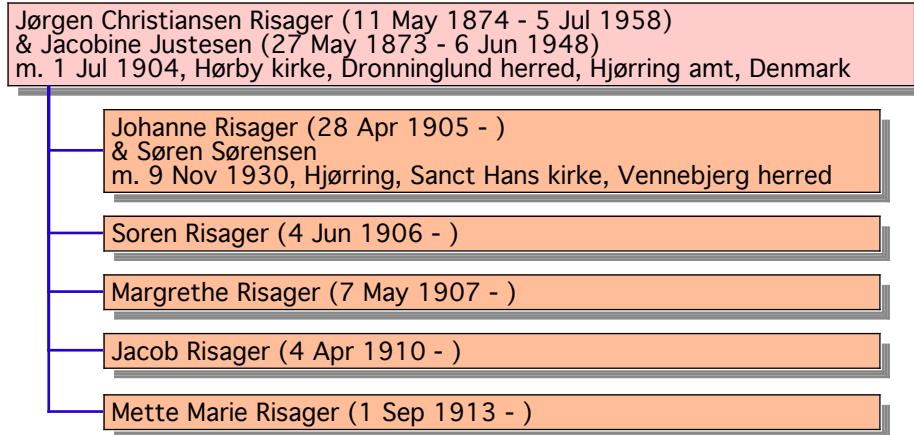 Jørgen Christiansen Risager (11 May 1874 - 5 Jul 1958)
& Jacobine Justesen (27 May 1873 - 6 Jun 1948)
m. 1 Jul 1904, Hørby kirke, Dronninglund herred, Hjørring amt, Denmark
Johanne Risager (28 Apr 1905 - )
& Søren Sørensen
m. 9 Nov 1930, Hjørring, Sanct Hans kirke, Vennebjerg herred
Soren Risager (4 Jun 1906 - )
Margrethe Risager (7 May 1907 - )
Jacob Risager (4 Apr 1910 - )
Mette Marie Risager (1 Sep 1913 - )